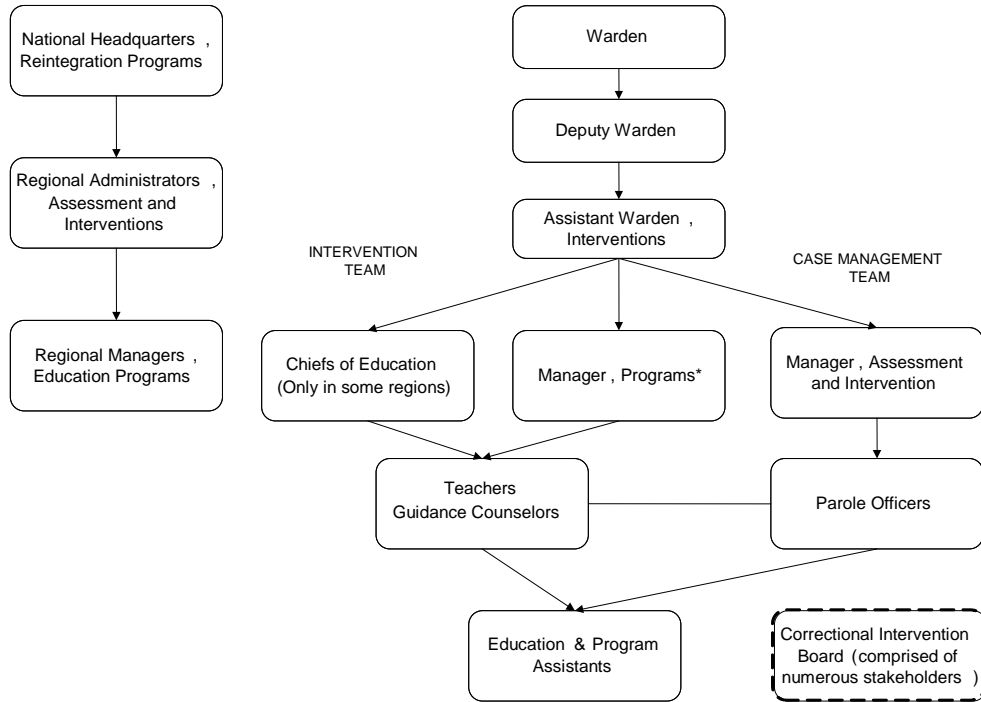 National Headquarters ,
Reintegration Programs
Regional Administrators ,
Assessment and
Interventions
Regional Managers ,
Education Programs
Warden
Deputy Warden
Assistant Warden ,
Interventions
INTERVENTION
TEAM
CASE MANAGEMENT
TEAM
Chiefs of Education
(Only in some regions)
Manager , Programs*
Manager , Assessment
and Intervention
Teachers
Guidance Counselors
Parole Officers
Education & Program
Assistants
Correctional Intervention
Board (comprised of
numerous stakeholders )